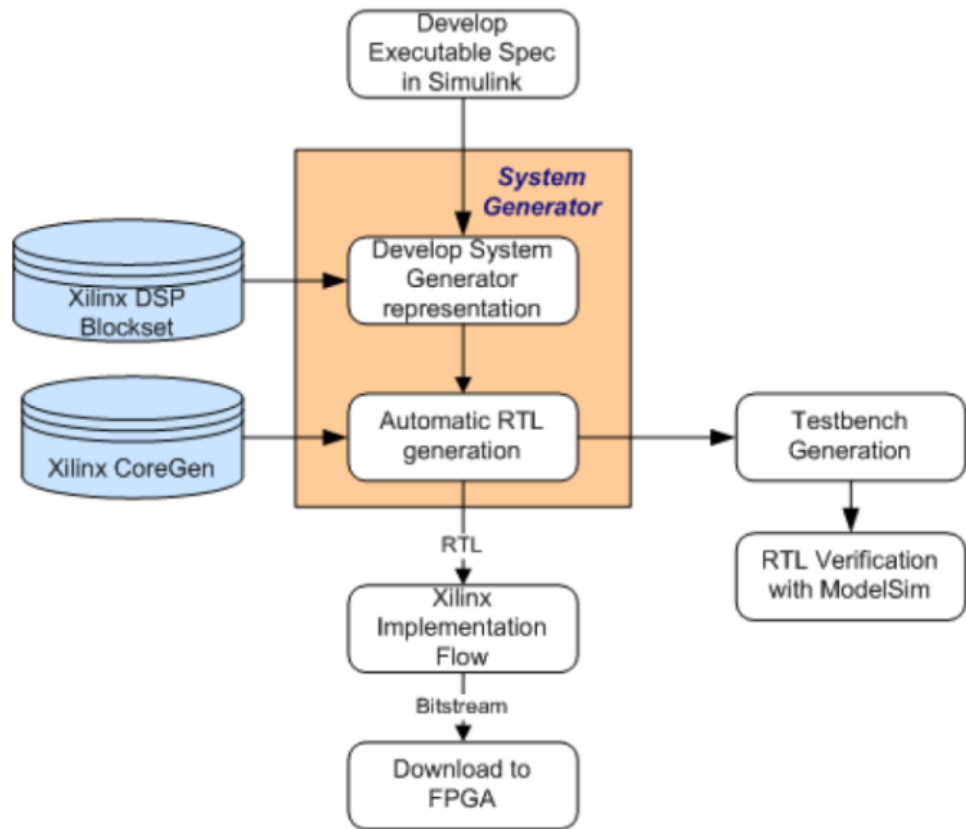 Develop
Executable Spec
in Simulink
System
Generator
Develop System
Generator
representation
Xilinx DSP
Blockset
Automatic RTL
generation
Xilinx CoreGen
Testbench
Generation
RTL
RTL Verification
with ModelSim
Xilinx
Implementation
Flow
Bitstream
Download to
FPGA